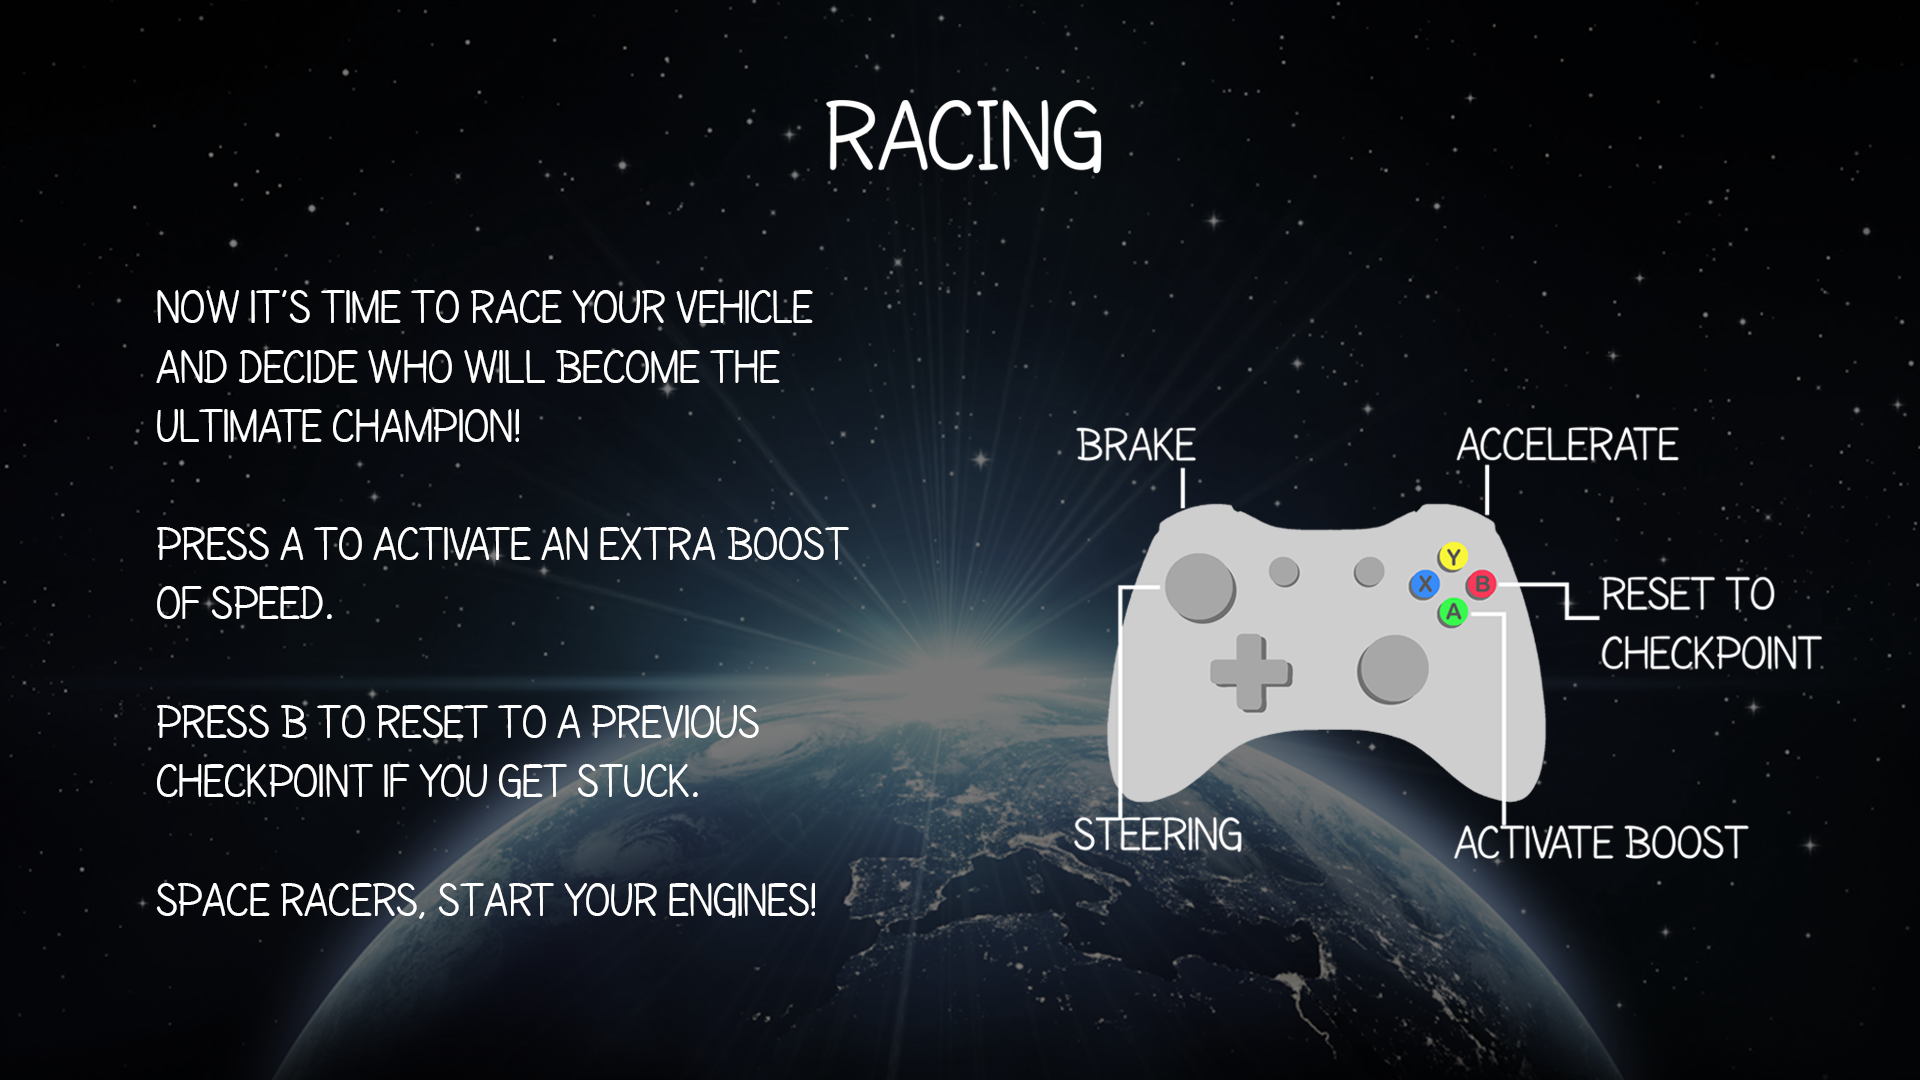 RACING
NOW IT'S TIME TO RACE YOUR VEHICLE
AND DECIDE WHO WILL BECOME THE
ULTIMATE CHAMPION!
PRESS A TO ACTIVATE AN EXTRA BOOST
OF SPEED.
PRESS B TO RESET TO A PREVIOUS
CHECKPOINT IF YOU GET STUCK.
SPACE RACERS, START YOUR ENGINES!
BRAKE
ACCELERATE
Y
X
B
A
RESET TO
CHECKPOINT
STEERING
ACTIVATE BOOST